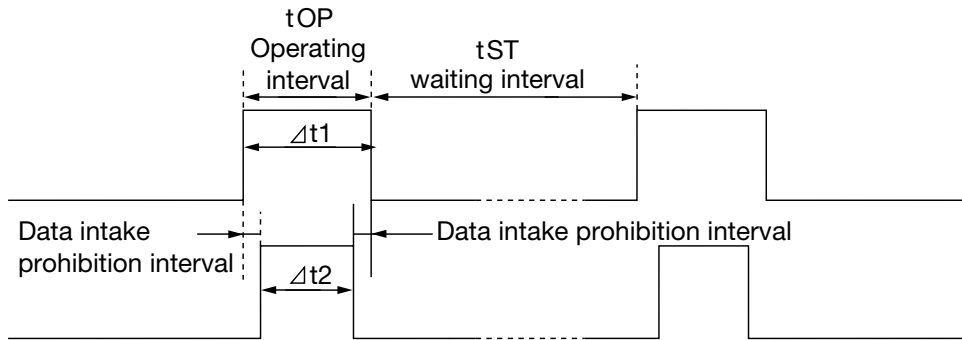 tOP
Operating
interval
tST
waiting interval
⊿t1
Data intake
prohibition interval
Data intake prohibition interval
⊿t2